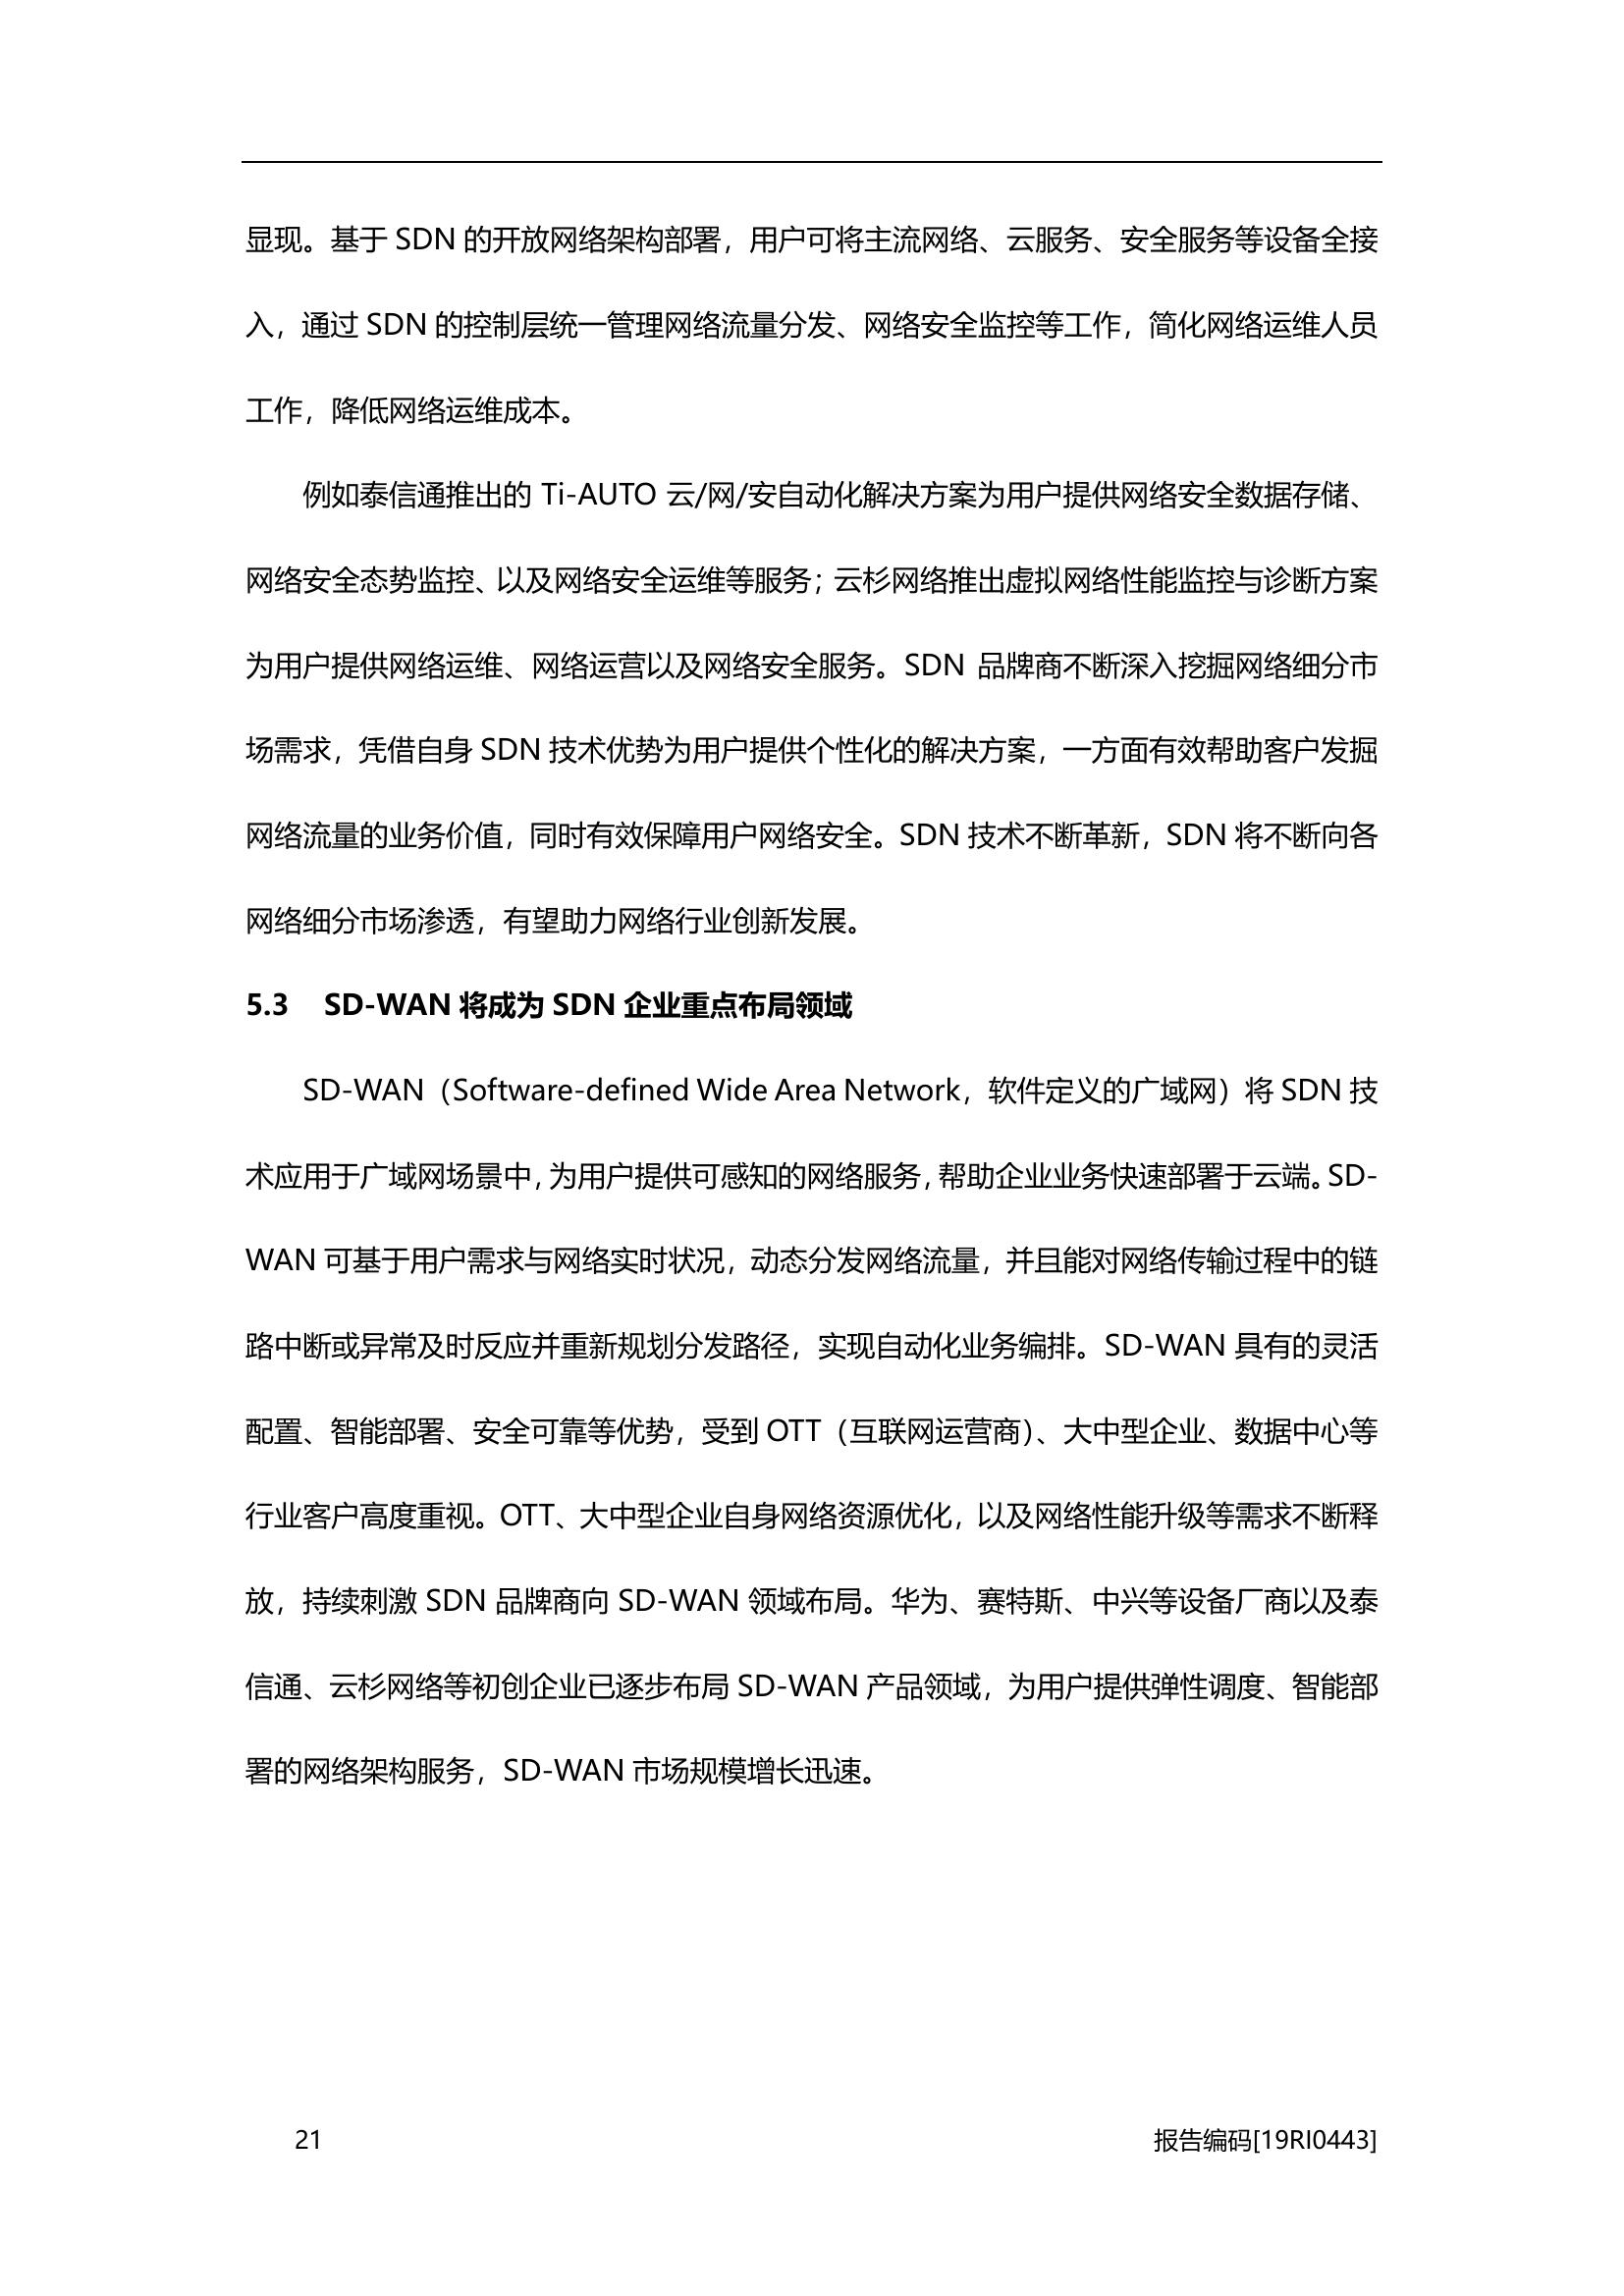 显现。基于 SDN 的开放网络架构部署，用户可将主流网络、云服务、安全服务等设备全接
入，通过 SDN 的控制层统一管理网络流量分发、网络安全监控等工作，简化网络运维人员
工作，降低网络运维成本。
例如泰信通推出的 Ti-AUTO 云/网/安自动化解决方案为用户提供网络安全数据存储、
网络安全态势监控、以及网络安全运维等服务；云杉网络推出虚拟网络性能监控与诊断方案
为用户提供网络运维、网络运营以及网络安全服务。SDN 品牌商不断深入挖掘网络细分市
场需求，凭借自身 SDN 技术优势为用户提供个性化的解决方案，一方面有效帮助客户发掘
网络流量的业务价值，同时有效保障用户网络安全。SDN 技术不断革新，SDN 将不断向各
网络细分市场渗透，有望助力网络行业创新发展。
5.3 SD-WAN 将成为 SDN 企业重点布局领域
SD-WAN（Software-defined Wide Area Network，软件定义的广域网）将 SDN 技
术应用于广域网场景中，为用户提供可感知的网络服务，帮助企业业务快速部署于云端。SD-
WAN 可基于用户需求与网络实时状况，动态分发网络流量，并且能对网络传输过程中的链
路中断或异常及时反应并重新规划分发路径，实现自动化业务编排。SD-WAN 具有的灵活
配置、智能部署、安全可靠等优势，受到 OTT（互联网运营商）、大中型企业、数据中心等
行业客户高度重视。OTT、大中型企业自身网络资源优化，以及网络性能升级等需求不断释
放，持续刺激 SDN 品牌商向 SD-WAN 领域布局。华为、赛特斯、中兴等设备厂商以及泰
信通、云杉网络等初创企业已逐步布局 SD-WAN 产品领域，为用户提供弹性调度、智能部
署的网络架构服务，SD-WAN 市场规模增长迅速。
21 报告编码[19RI0443]